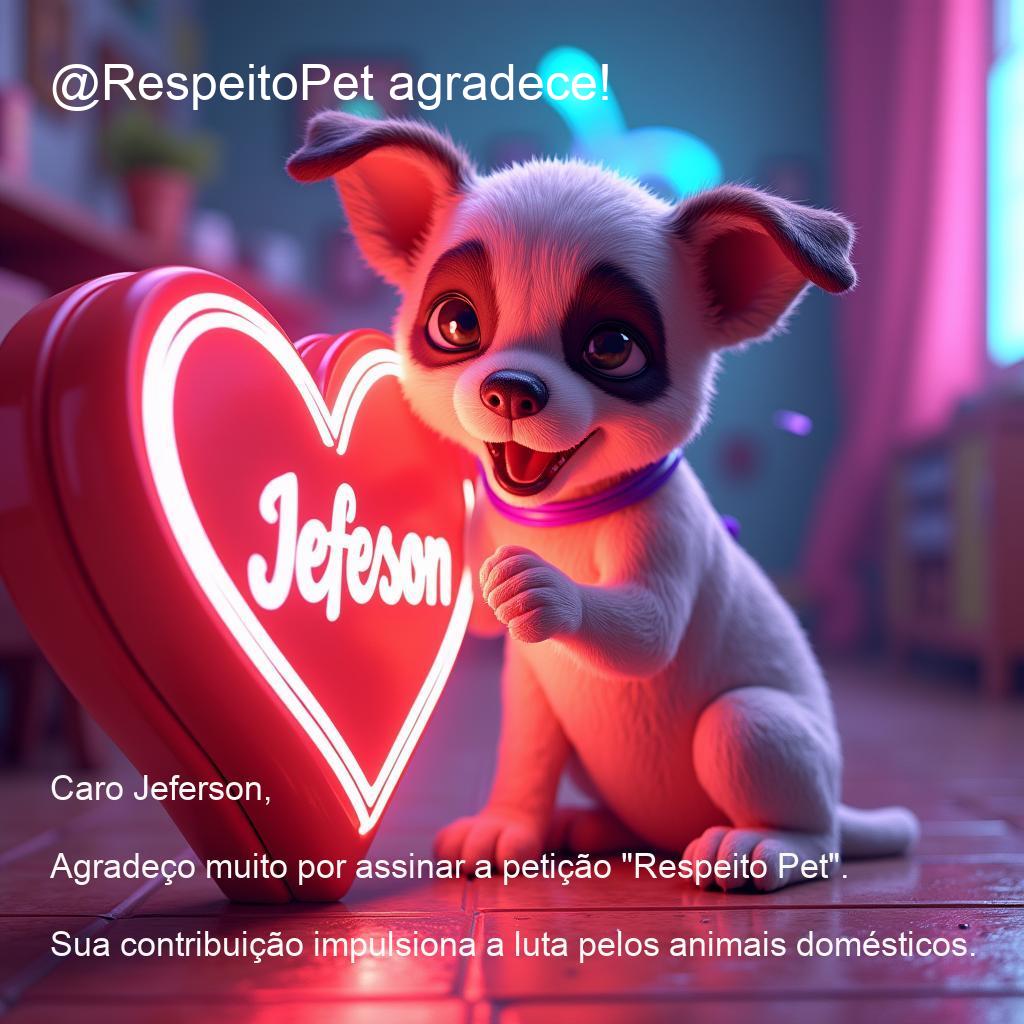 @RespeitoPet agradece!
Jefeson
Caro Jeferson,
Agradeço muito por assinar a petição "Respeito Pet".
Sua contribuição impulsiona a luta pelos animais domésticos.